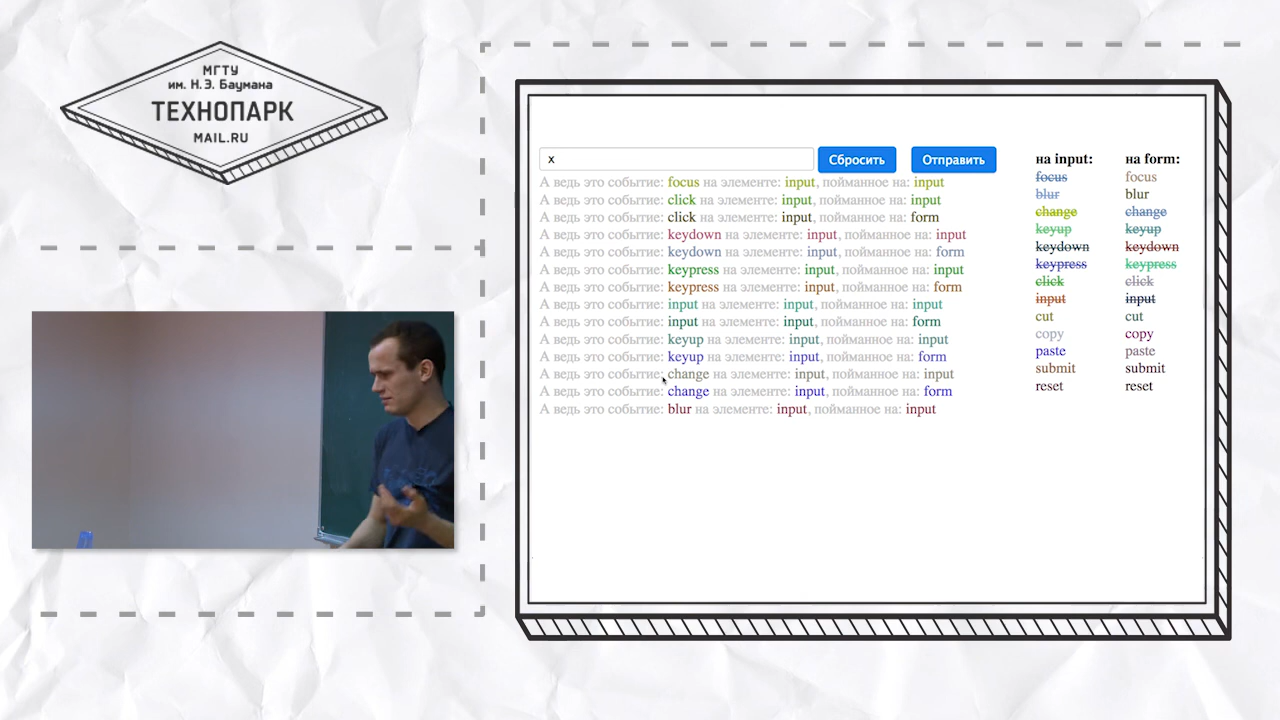 МГТУ
им. Н.Э. Баумана
ТЕХНОПАРК
MAIL.RU
x
Сбросить
Отправить
А ведь это событие: focus на элементе: input, пойманное на: input
А ведь это событие: click на элементе: input, пойманное на: input
А ведь это событие: click на элементе: input, пойманное на: form
А ведь это событие: keydown на элементе: input, пойманное на: input
А ведь это событие: keydown на элементе: input, пойманное на: form
А ведь это событие: keypress на элементе: input, пойманное на: input
А ведь это событие: keypress на элементе: input, пойманное на: form
А ведь это событие: input на элементе: input, пойманное на: input
А ведь это событие: input на элементе: input, пойманное на: form
А ведь это событие: keyup на элементе: input, пойманное на: input
А ведь это событие: keyup на элементе: input, пойманное на: form
А ведь это событие: change на элементе: input, пойманное на: input
А ведь это событие: change на элементе: input, пойманное на: form
А ведь это событие: blur на элементе: input, пойманное на: input
на input:
focus
blur
change
keyup
keydown
keypress
click
input
cut
copy
paste
submit
reset
на form:
focus
blur
change
keyup
keydown
keypress
click
input
cut
copy
paste
submit
reset